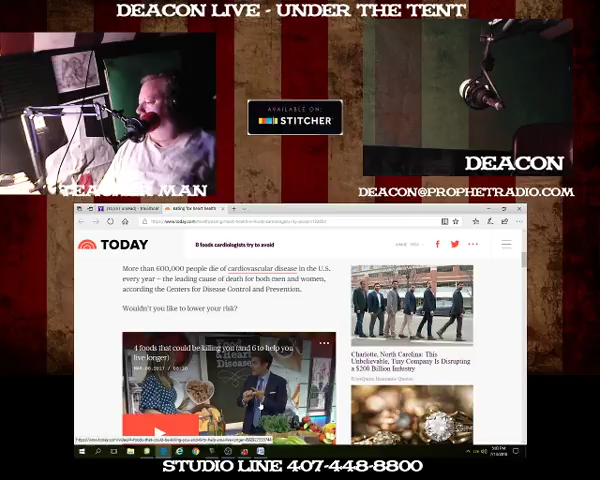 DEACON LIVE - UNDER THE TENT
AVAILABLE ON:
STITCHER
DEACON
TEACHER MAN
DEACON@PROPHETRADIO.COM
TODAY
8 foods cardiologists try to avoid
More than 600,000 people die of cardiovascular disease in the U.S.
every year — the leading cause of death for both men and women,
according to the Centers for Disease Control and Prevention.
Wouldn't you like to lower your risk?
4 foods that could be killing you (and 6 to help you
live longer)
Charlotte, North Carolina: This
Unbelievable, Tiny Company Is Disrupting
a $200 Billion Industry
STUDIO LINE 407-448-8800